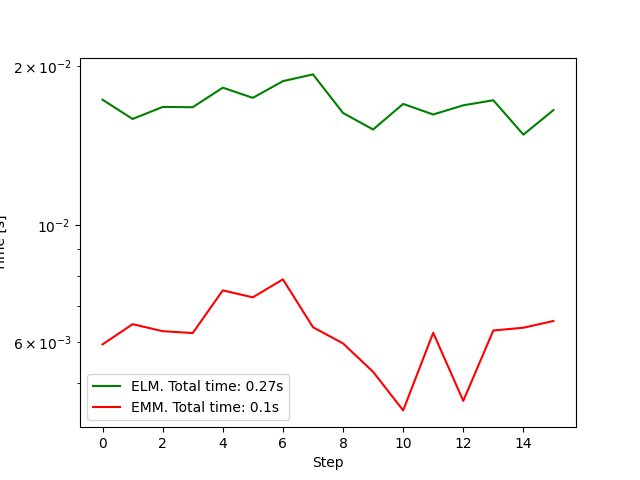 2 × 10⁻²
10⁻²
6 × 10⁻³
[s]
ELM. Total time: 0.27s
EMM. Total time: 0.1s
0 2 4 6 8 10 12 14
Step